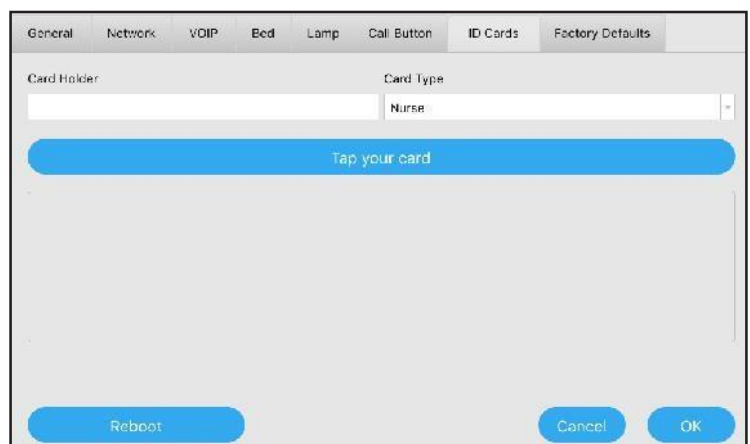 General Network VOIP Bed Lamp Call Button ID Cards Factory Defaults
Card Holder Card Type
Nurse
Tap your card
Reboot Cancel OK